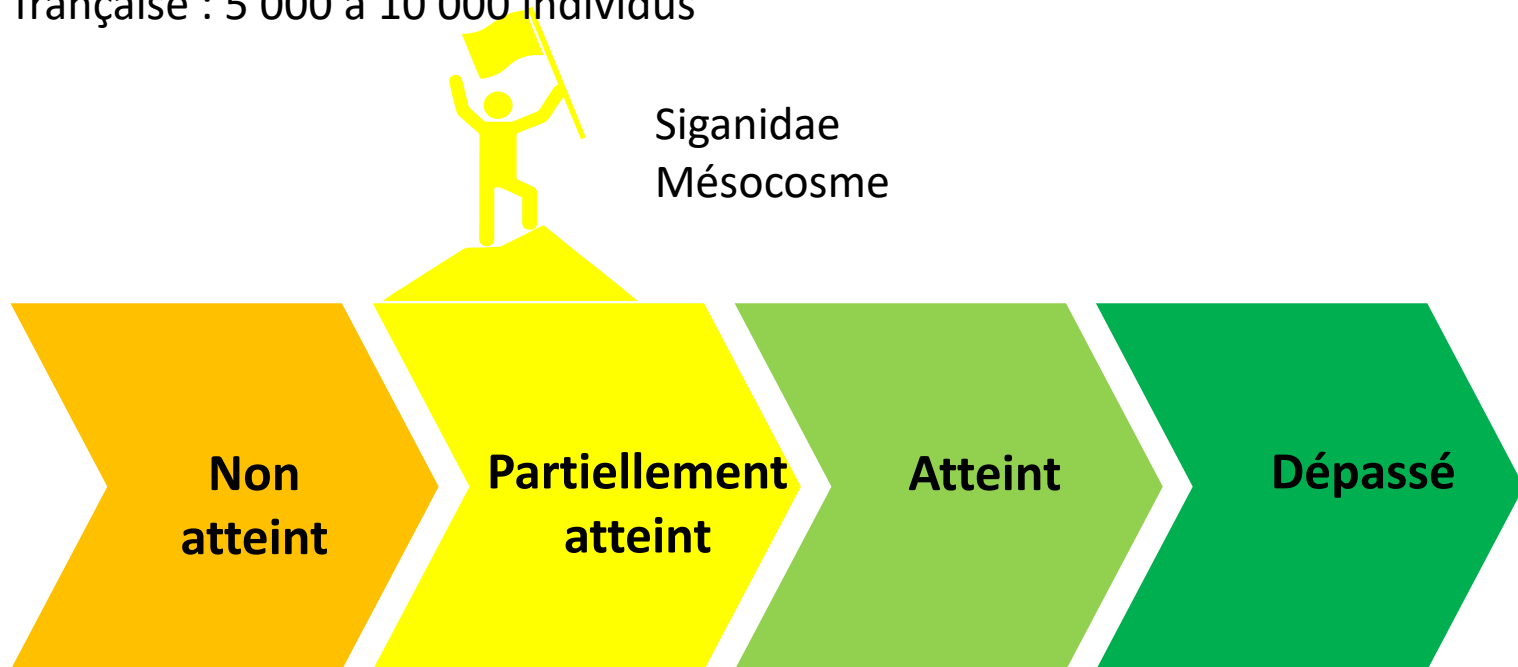 française : 5 000 à 10 000 individus
Siganidae
Mésocosme
Non
atteint
Partiellement
atteint
Atteint
Dépassé